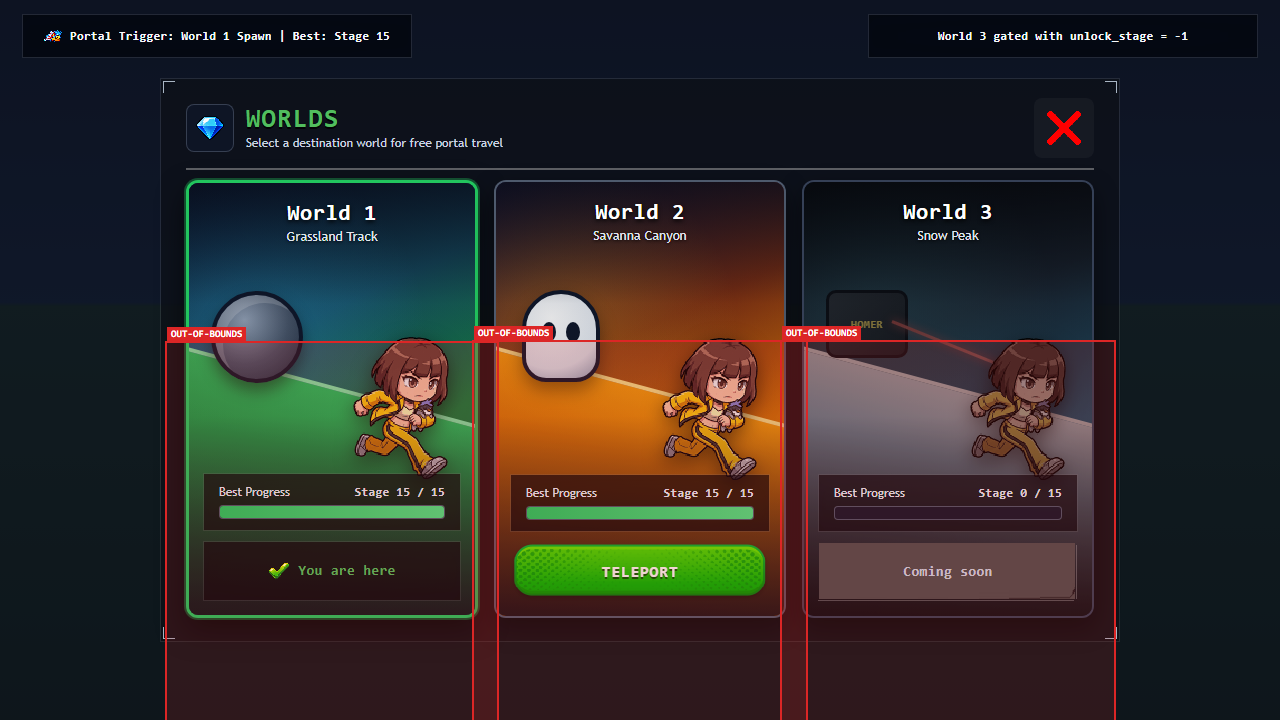 Portal Trigger: World 1 Spawn | Best: Stage 15
World 3 gated with unlock_stage = -1
WORLDS
Select a destination world for free portal travel
World 1
Grassland Track
OUT-OF-BOUNDS
Best Progress
Stage 15 / 15
You are here
World 2
Savanna Canyon
OUT-OF-BOUNDS
Best Progress
Stage 15 / 15
TELEPORT
World 3
Snow Peak
HOMER
OUT-OF-BOUNDS
Best Progress
Stage 0 / 15
Coming soon